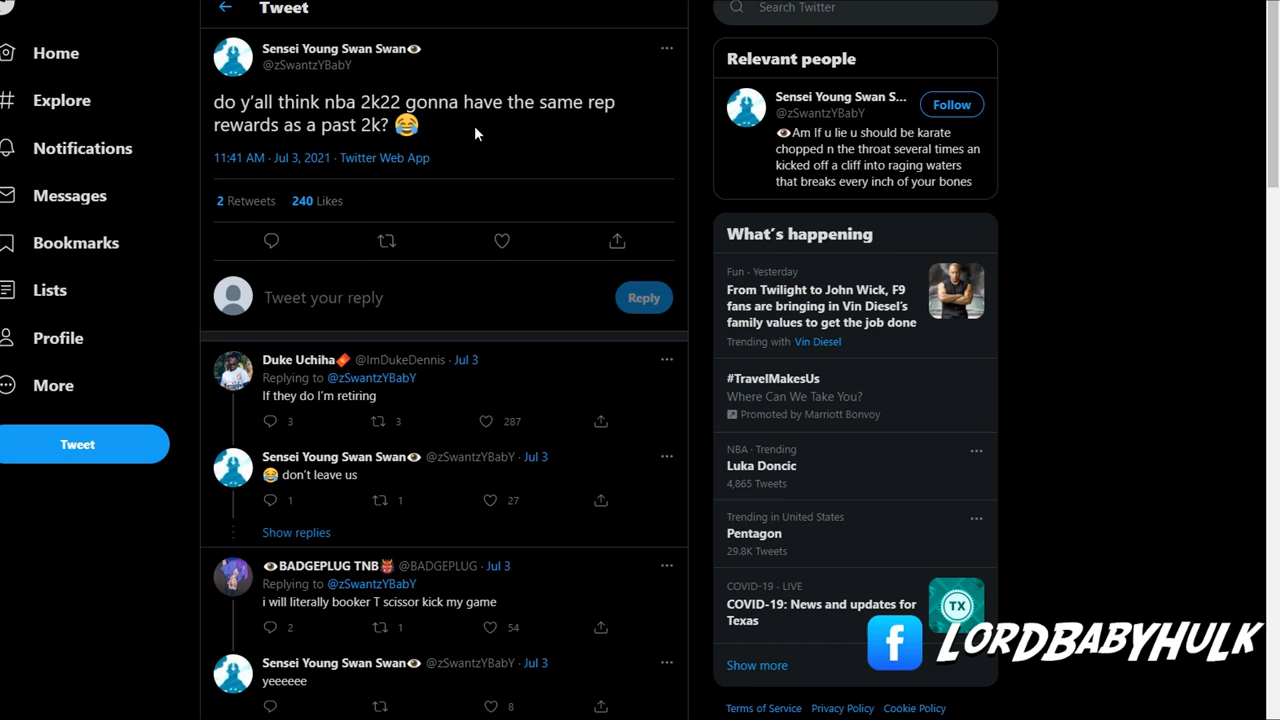 Home
Explore
Notifications
Messages
Bookmarks
Lists
Profile
More
Tweet
Tweet
Sensei Young Swan Swan👁
@zSwantzYBabY
do y'all think nba 2k22 gonna have the same rep
rewards as a past 2k? 😂
11:41 AM · Jul 3, 2021 · Twitter Web App
2 Retweets 240 Likes
Tweet your reply
Reply
Duke Uchiha @ImDukeDennis · Jul 3
Replying to @zSwantzYBabY
If they do I'm retiring
3 3 287
Sensei Young Swan Swan👁 @zSwantzYBabY · Jul 3
😂 don't leave us
1 1 27
Show replies
👁BADGEPLUG TNB👹 @BADGEPLUG · Jul 3
Replying to @zSwantzYBabY
i will literally booker T scissor kick my game
2 1 54
Sensei Young Swan Swan👁 @zSwantzYBabY · Jul 3
yeeeeee
8
Search Twitter
Relevant people
Sensei Young Swan S...
@zSwantzYBabY
Follow
👁Am If u lie u should be karate
chopped n the throat several times an
kicked off a cliff into raging waters
that breaks every inch of your bones
What's happening
Fun · Yesterday
From Twilight to John Wick, F9
fans are bringing in Vin Diesel's
family values to get the job done
Trending with Vin Diesel
#TravelMakesUs
Where Can We Take You?
Promoted by Marriott Bonvoy
NBA · Trending
Luka Doncic
4,865 Tweets
Trending in United States
Pentagon
29.8K Tweets
COVID-19 · LIVE
COVID-19: News and updates for
Texas
TX
Show more
Terms of Service Privacy Policy Cookie Policy
f LORDBABYHULK